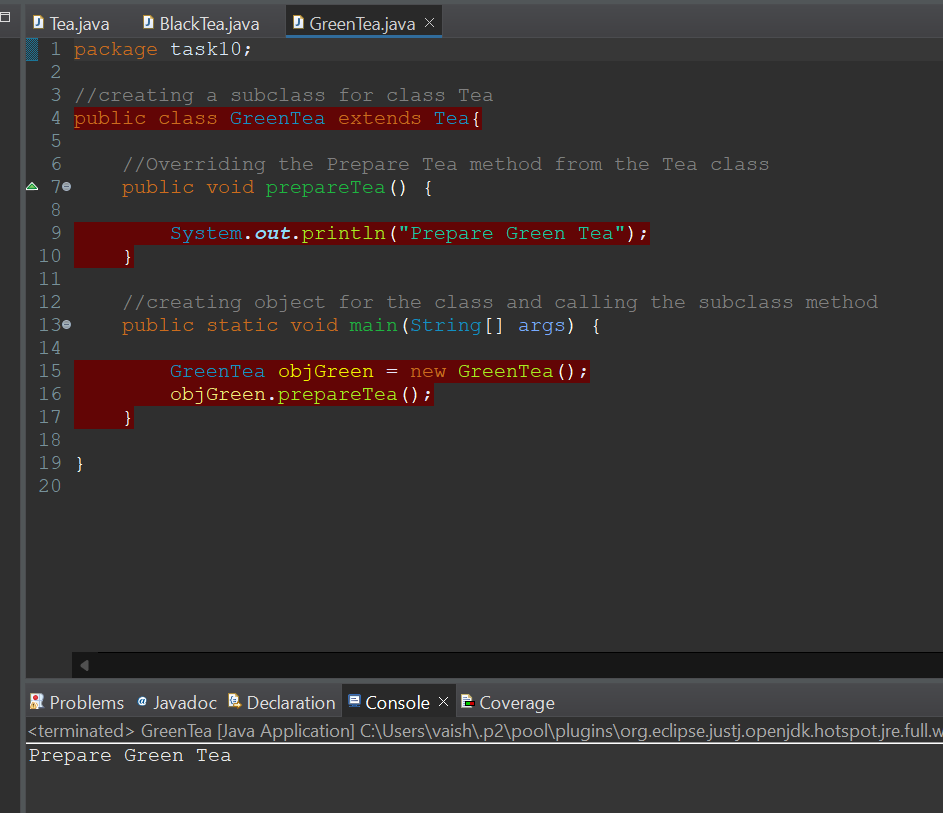 Tea.java BlackTea.java GreenTea.java
1 package task10;
2
3 //creating a subclass for class Tea
4 public class GreenTea extends Tea{
5
6     //Overriding the Prepare Tea method from the Tea class
7     public void prepareTea() {
8
9         System.out.println("Prepare Green Tea");
10     }
11
12     //creating object for the class and calling the subclass method
13     public static void main(String[] args) {
14
15         GreenTea objGreen = new GreenTea();
16         objGreen.prepareTea();
17     }
18
19 }
20
Problems @ Javadoc Declaration Console Coverage
<terminated> GreenTea [Java Application] C:\Users\vaish\.p2\pool\plugins\org.eclipse.justj.openjdk.hotspot.jre.full.w
Prepare Green Tea